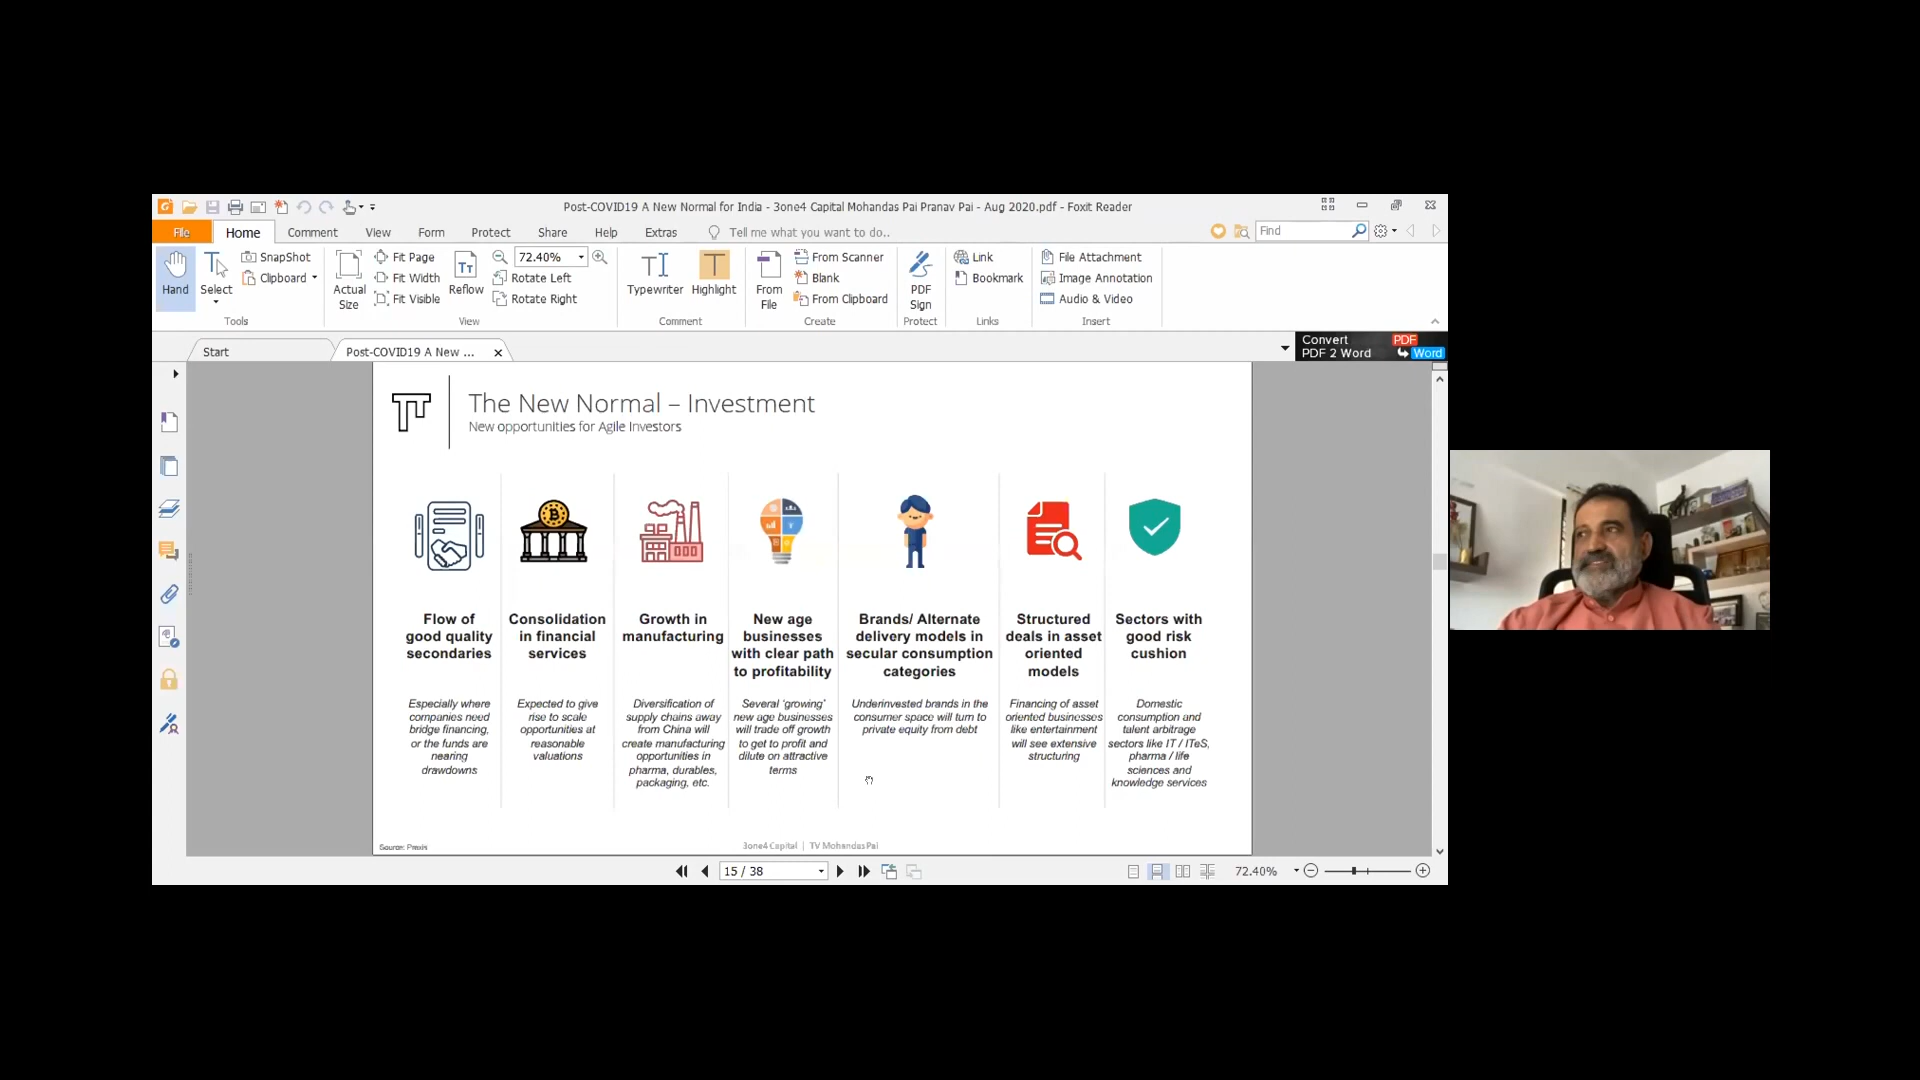 Post-COVID19 A New Normal for India - 3one4 Capital Mohandas Pai Pranav Pai - Aug 2020.pdf - Foxit Reader
File Home Comment View Form Protect Share Help Extras Tell me what you want to do.. Find
Hand
Select
SnapShot
Clipboard
Tools
Actual
Size
Fit Page
Fit Width
Fit Visible
Reflow
72.40%
Rotate Left
Rotate Right
View
Typewriter
Highlight
Comment
From
File
From Scanner
Blank
From Clipboard
Create
PDF
Sign
Protect
Link
Bookmark
Links
File Attachment
Image Annotation
Audio & Video
Insert
Start
Post-COVID19 A New ...
Convert PDF
PDF 2 Word Word
The New Normal – Investment
New opportunities for Agile Investors
Flow of
good quality
secondaries
Especially where
companies need
bridge financing,
or the funds are
nearing
drawdowns
Consolidation
in financial
services
Expected to give
rise to scale
opportunities at
reasonable
valuations
Growth in
manufacturing
Diversification of
supply chains away
from China will
create manufacturing
opportunities in
pharma, durables,
packaging, etc.
New age
businesses
with clear path
to profitability
Several ‘growing’
new age businesses
will trade off growth
to get to profit and
dilute on attractive
terms
Brands/ Alternate
delivery models in
secular consumption
categories
Underinvested brands in the
consumer space will turn to
private equity from debt
Structured
deals in asset
oriented
models
Financing of asset
oriented businesses
like entertainment
will see extensive
structuring
Sectors with
good risk
cushion
Domestic
consumption and
talent arbitrage
sectors like IT / ITeS,
pharma / life
sciences and
knowledge services
Source: Praxis
3one4 Capital | TV Mohandas Pai
15 / 38
72.40%